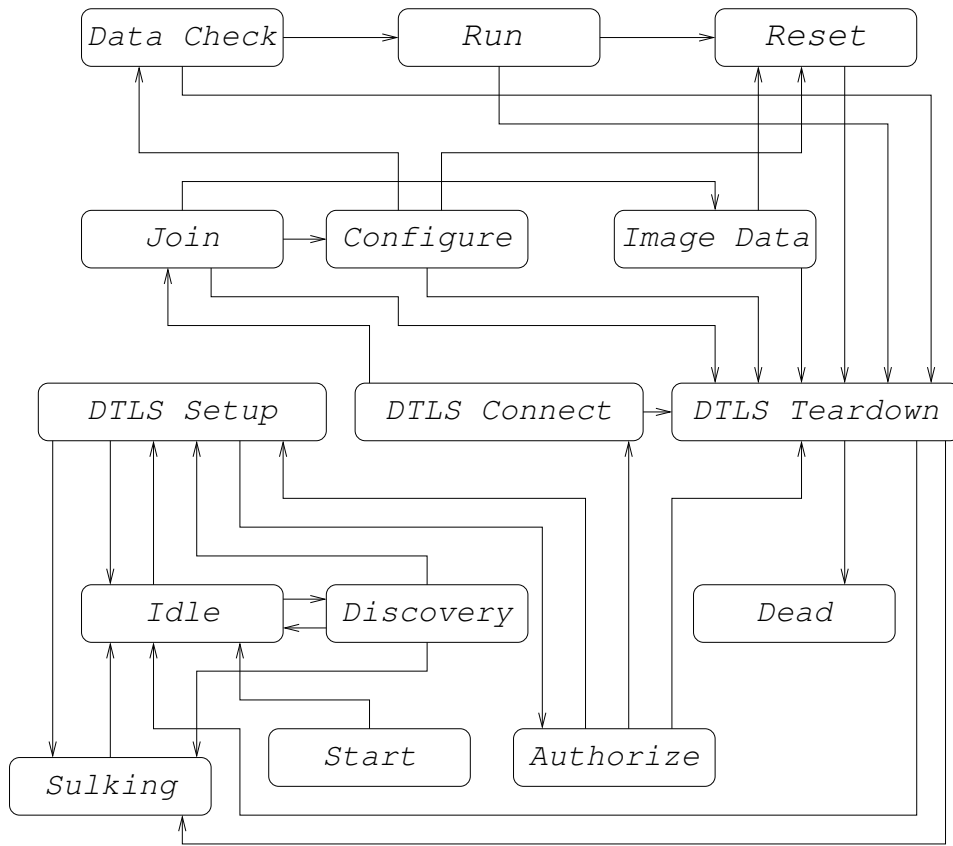 Data Check
Run
Reset
Join
Configure
Image Data
DTLS Setup
DTLS Connect
DTLS Teardown
Idle
Discovery
Dead
Start
Authorize
Sulking